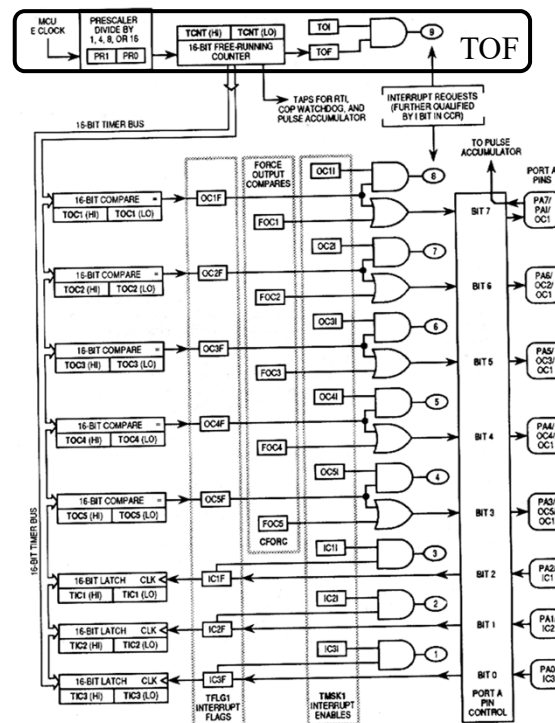 MCU
E CLOCK
PRESCALER
DIVIDE BY
1, 4, 8, OR 16
PR1 PR0
TCNT (HI) TCNT (LO)
16-BIT FREE-RUNNING
COUNTER
TOI
TOF
9
TOF
TAPS FOR RTI,
COP WATCHDOG, AND
PULSE ACCUMULATOR
INTERRUPT REQUESTS
(FURTHER QUALIFIED
BY I BIT IN CCR)
16-BIT TIMER BUS
TO PULSE
ACCUMULATOR
PORT A
PINS
FORCE
OUTPUT
COMPARES
16-BIT COMPARE =
TOC1 (HI) TOC1 (LO)
OC1F
OC1I
FOC1
8
BIT 7
PA7/
PAI/
OC1
16-BIT COMPARE =
TOC2 (HI) TOC2 (LO)
OC2F
OC2I
FOC2
7
BIT 6
PA6/
OC2/
OC1
16-BIT COMPARE =
TOC3 (HI) TOC3 (LO)
OC3F
OC3I
FOC3
6
BIT 5
PA5/
OC3/
OC1
16-BIT COMPARE =
TOC4 (HI) TOC4 (LO)
OC4F
OC4I
FOC4
5
BIT 4
PA4/
OC4/
OC1
16-BIT COMPARE =
TOC5 (HI) TOC5 (LO)
OC5F
OC5I
FOC5
CFORC
4
BIT 3
PA3/
OC5/
OC1
16-BIT TIMER BUS
16-BIT LATCH CLK
TIC1 (HI) TIC1 (LO)
IC1F
IC1I
3
BIT 2
PA2/
IC1
16-BIT LATCH CLK
TIC2 (HI) TIC2 (LO)
IC2F
IC2I
2
BIT 1
PA1/
IC2
16-BIT LATCH CLK
TIC3 (HI) TIC3 (LO)
IC3F
IC3I
1
BIT 0
PA0/
IC3
TFLG1
INTERRUPT
FLAGS
TMSK1
INTERRUPT
ENABLES
PORT A
PIN
CONTROL